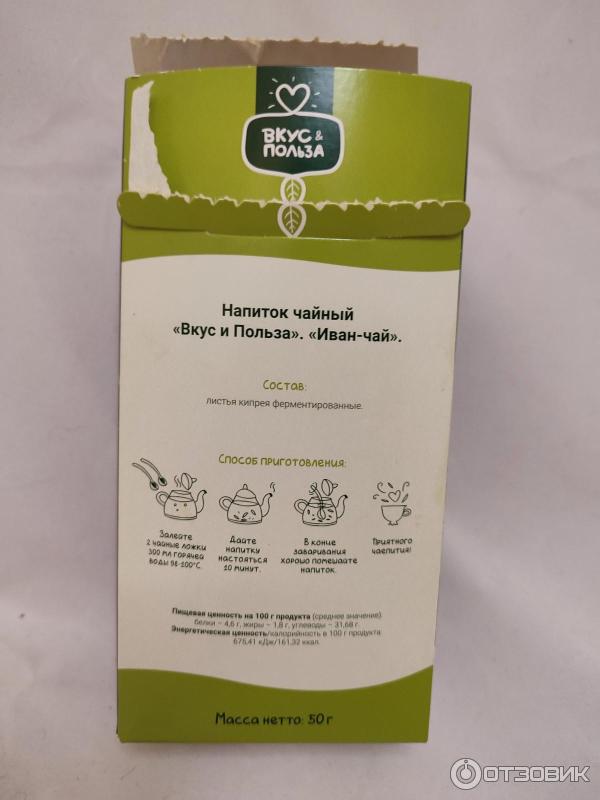 ВКУС &
ПОЛЬЗА
Напиток чайный
«Вкус и Польза». «Иван-чай».
Состав:
листья кипрея ферментированные.
Способ приготовления:
Залейте
2 чайные ложки
300 мл горячей
воды 98-100°С.
Дайте
напитку
настояться
10 минут.
В конце
заваривания
хорошо помешайте
напиток.
Приятного
чаепития!
Пищевая ценность на 100 г продукта (среднее значение):
белки – 4,6 г, жиры – 1,8 г, углеводы – 31,68 г.
Энергетическая ценность/калорийность в 100 г продукта:
675,41 кДж/161,32 ккал.
Масса нетто: 50 г
ОТЗОВИК